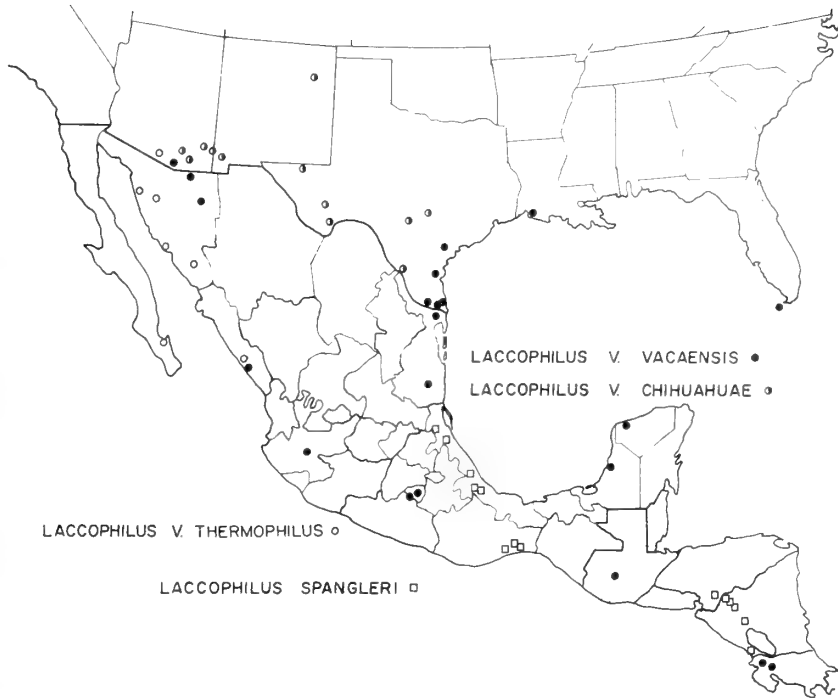 LACCOPHILUS V. VACAENSIS
LACCOPHILUS V. CHIHUAHUAE
LACCOPHILUS V. THERMOPHILUS
LACCOPHILUS SPANGLERI